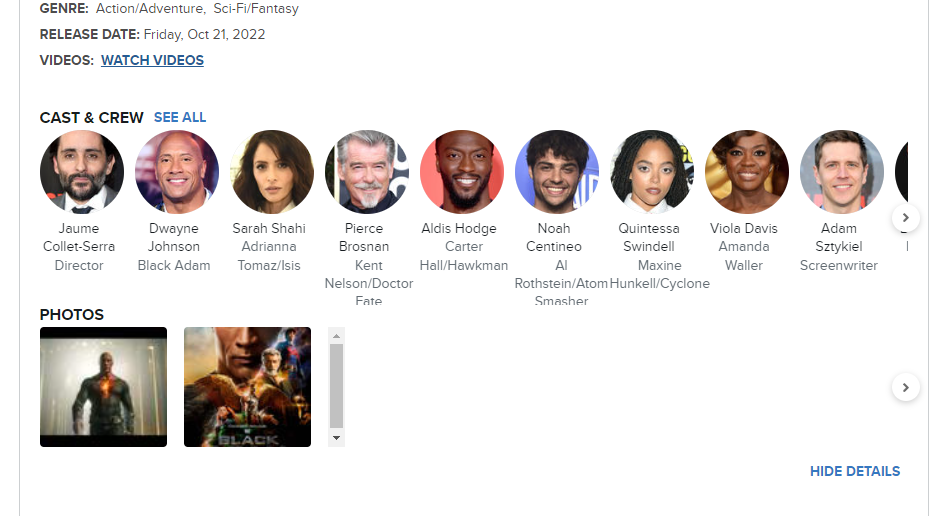 GENRE: Action/Adventure, Sci-Fi/Fantasy
RELEASE DATE: Friday, Oct 21, 2022
VIDEOS: WATCH VIDEOS
CAST & CREW SEE ALL
Jaume
Collet-Serra
Director
Dwayne
Johnson
Black Adam
Sarah Shahi
Adrianna
Tomaz/Isis
Pierce
Brosnan
Kent
Nelson/Doctor
Fate
Aldis Hodge
Carter
Hall/Hawkman
Noah
Centineo
Al
Rothstein/Atom
Smasher
Quintessa
Swindell
Maxine
Hunkell/Cyclone
Viola Davis
Amanda
Waller
Adam
Sztykiel
Screenwriter
PHOTOS
BLACK
HIDE DETAILS